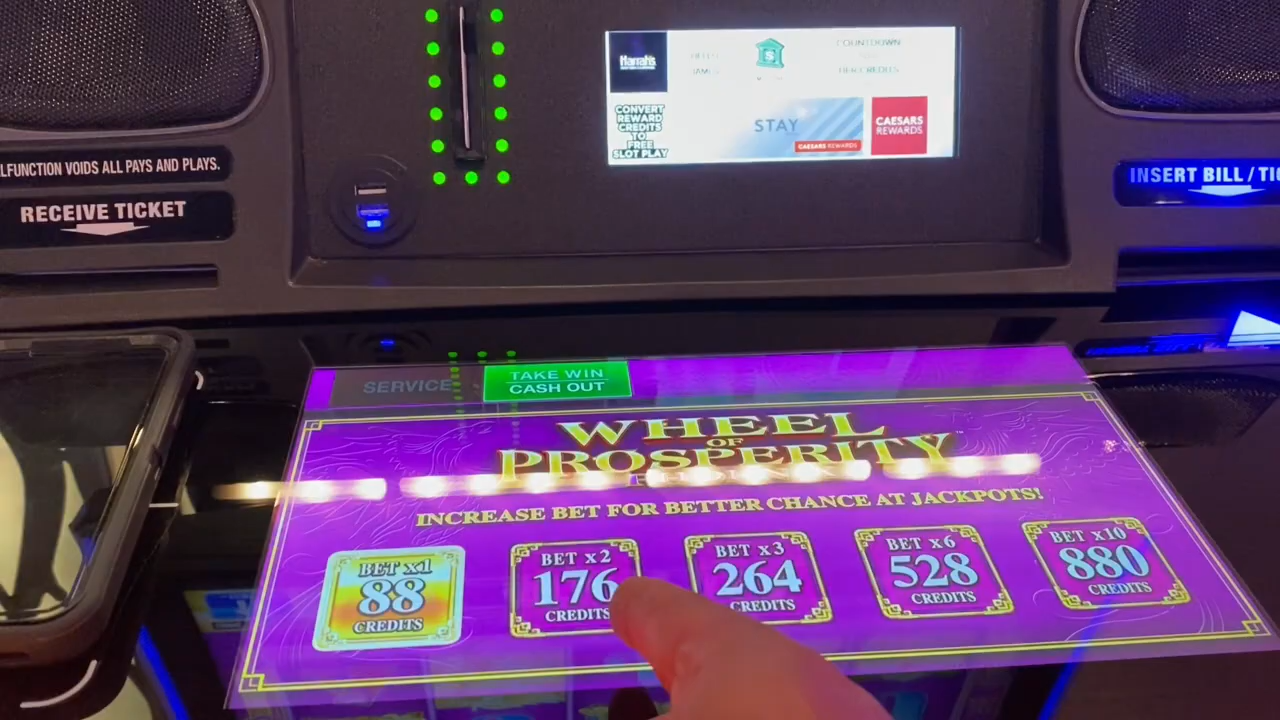 Harrah's
COUNTDOWN
CONVERT
REWARD
CREDITS
TO
FREE
SLOT PLAY
STAY
CAESARS REWARDS
CAESARS
REWARDS
LFUNCTION VOIDS ALL PAYS AND PLAYS.
RECEIVE TICKET
INSERT BILL / TI
SERVICE
TAKE WIN
CASH OUT
WHEEL
OF
PROSPERITY
INCREASE BET FOR BETTER CHANCE AT JACKPOTS!
BET x1
88
CREDITS
BET x2
176
CREDITS
BET x3
264
CREDITS
BET x6
528
CREDITS
BET x10
880
CREDITS